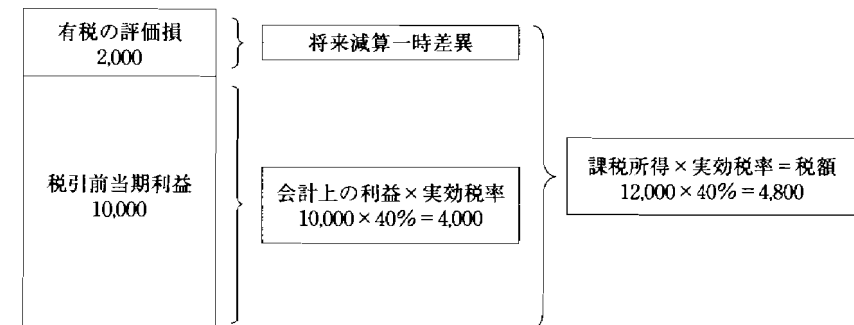 有税の評価損
2,000
将来減算一時差異
税引前当期利益
10,000
会計上の利益×実効税率
10,000×40%=4,000
課税所得×実効税率=税額
12,000×40%=4,800